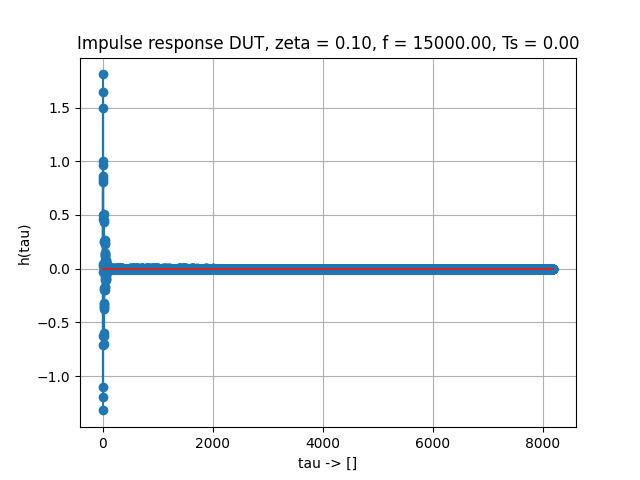 Impulse response DUT, zeta = 0.10, f = 15000.00, Ts = 0.00
1.5
1.0
0.5
0.0
−0.5
−1.0
h(tau)
0 2000 4000 6000 8000
tau -> []